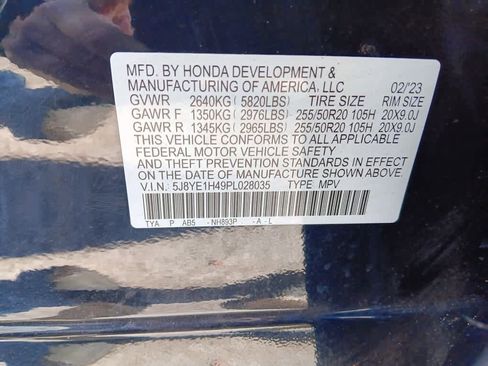 MFD. BY HONDA DEVELOPMENT &
MANUFACTURING OF AMERICA, LLC 02/'23
GVWR 2640KG(5820LBS) TIRE SIZE RIM SIZE
GAWR F 1350KG(2976LBS)-255/50R20 105H 20X9.0J
GAWR R 1345KG(2965LBS)-255/50R20 105H 20X9.0J
THIS VEHICLE CONFORMS TO ALL APPLICABLE
FEDERAL MOTOR VEHICLE SAFETY
AND THEFT PREVENTION STANDARDS IN EFFECT
ON THE DATE OF MANUFACTURE SHOWN ABOVE.
V.I.N. 5J8YE1H49PL028035 TYPE MPV
TYA P AB5 -NH893P -A-L